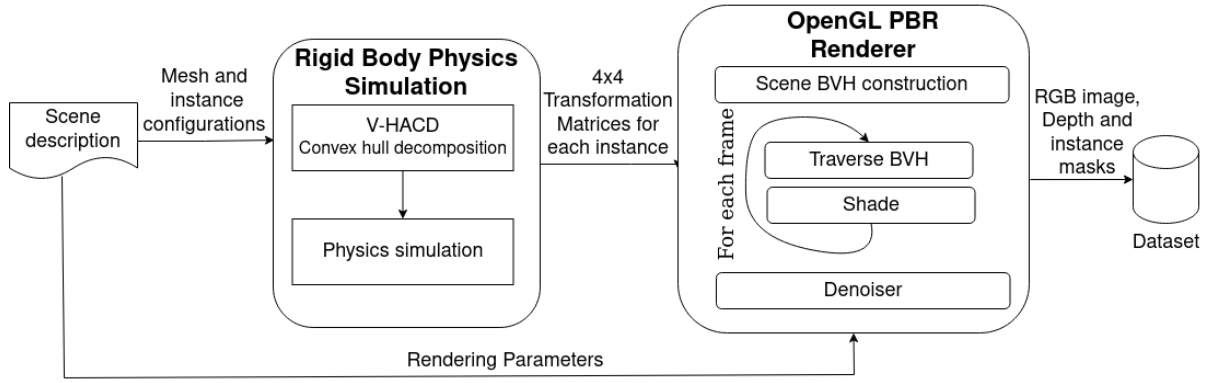 Scene
description
Mesh and
instance
configurations
Rigid Body Physics
Simulation
V-HACD
Convex hull decomposition
Physics simulation
4x4
Transformation
Matrices for
each instance
OpenGL PBR
Renderer
Scene BVH construction
For each frame
Traverse BVH
Shade
Denoiser
RGB image,
Depth and
instance
masks
Dataset
Rendering Parameters